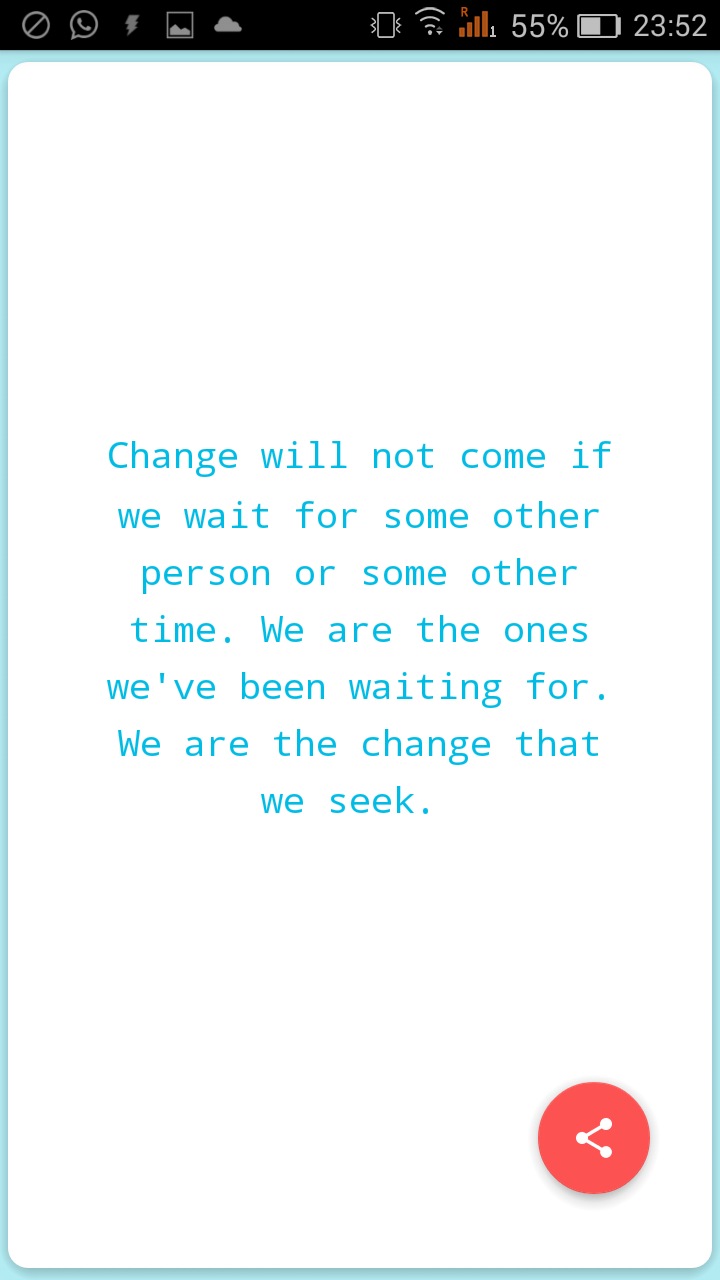 R
1
55%
23:52
Change will not come if
we wait for some other
person or some other
time. We are the ones
we've been waiting for.
We are the change that
we seek.